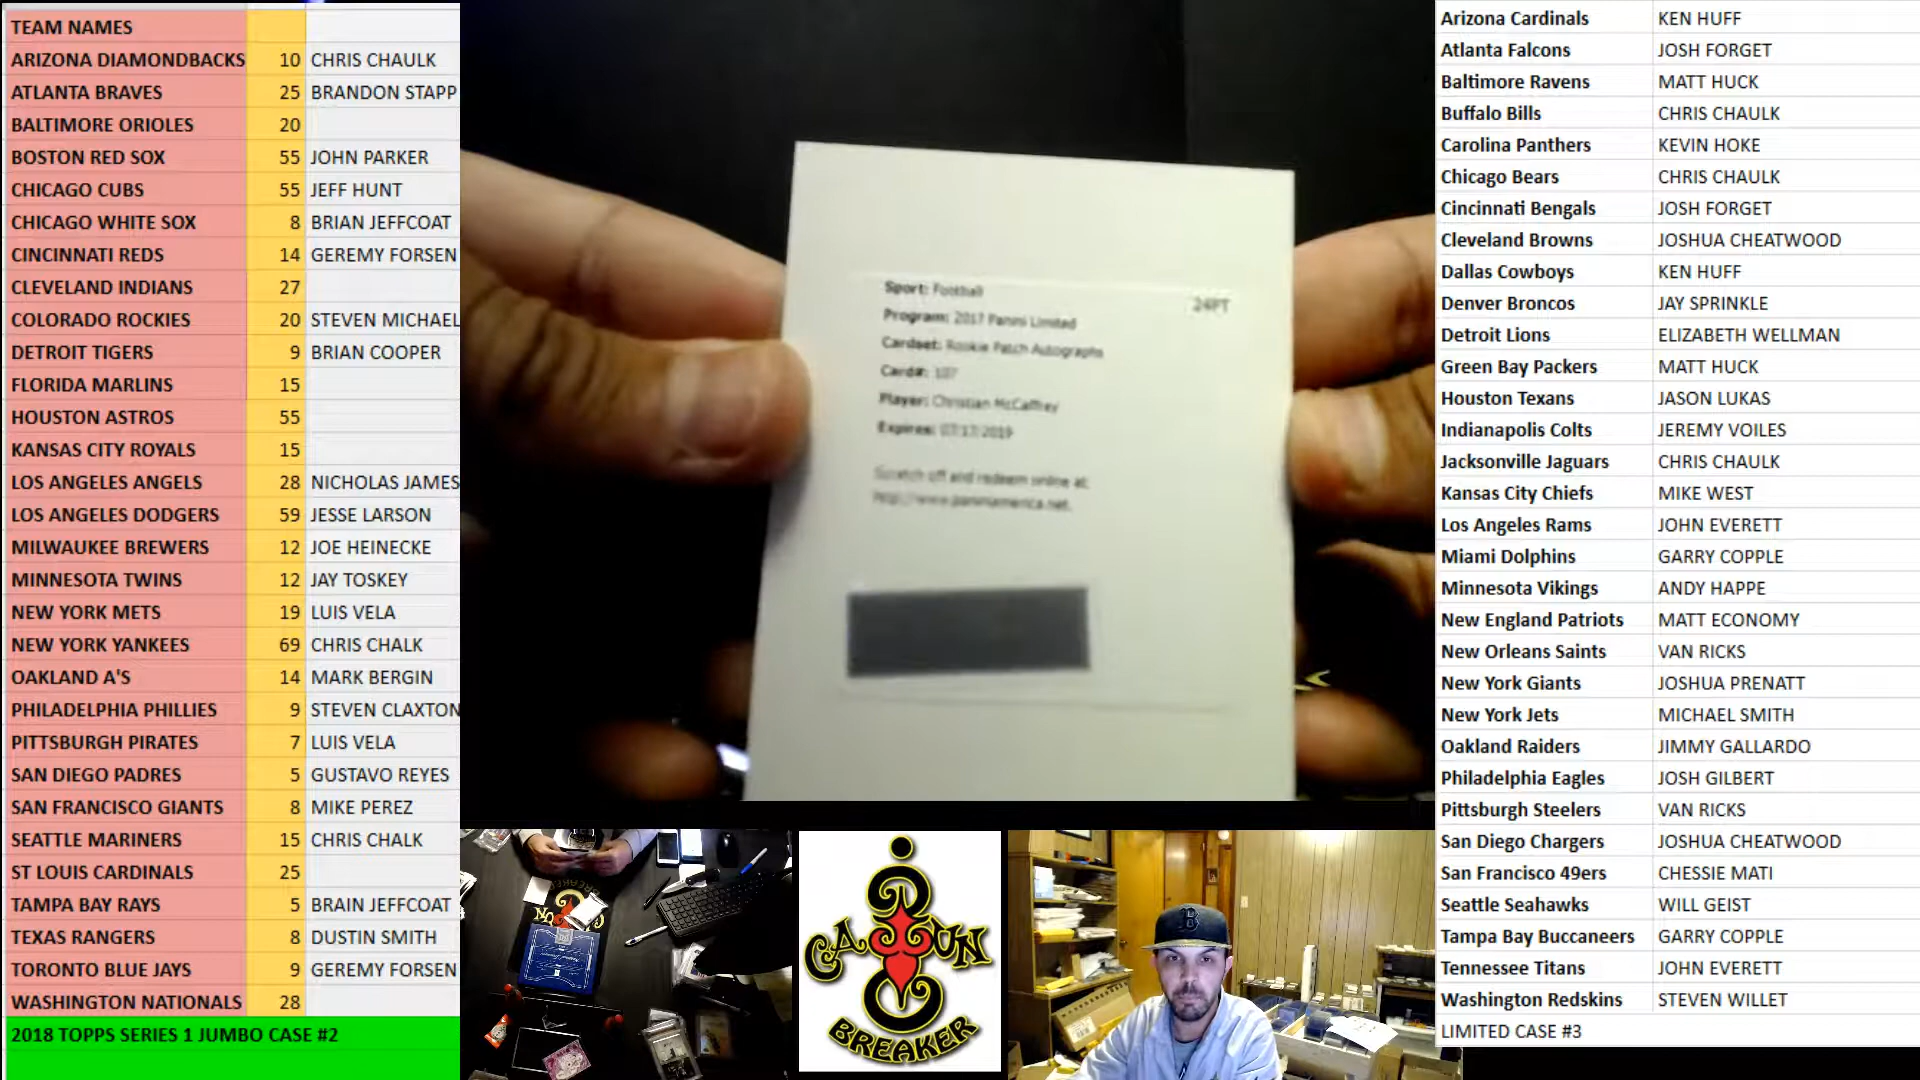 TEAM NAMES
ARIZONA DIAMONDBACKS 10 CHRIS CHAULK
ATLANTA BRAVES 25 BRANDON STAPP
BALTIMORE ORIOLES 20
BOSTON RED SOX 55 JOHN PARKER
CHICAGO CUBS 55 JEFF HUNT
CHICAGO WHITE SOX 8 BRIAN JEFFCOAT
CINCINNATI REDS 14 GEREMY FORSEN
CLEVELAND INDIANS 27
COLORADO ROCKIES 20 STEVEN MICHAEL
DETROIT TIGERS 9 BRIAN COOPER
FLORIDA MARLINS 15
HOUSTON ASTROS 55
KANSAS CITY ROYALS 15
LOS ANGELES ANGELS 28 NICHOLAS JAMES
LOS ANGELES DODGERS 59 JESSE LARSON
MILWAUKEE BREWERS 12 JOE HEINECKE
MINNESOTA TWINS 12 JAY TOSKEY
NEW YORK METS 19 LUIS VELA
NEW YORK YANKEES 69 CHRIS CHALK
OAKLAND A'S 14 MARK BERGIN
PHILADELPHIA PHILLIES 9 STEVEN CLAXTON
PITTSBURGH PIRATES 7 LUIS VELA
SAN DIEGO PADRES 5 GUSTAVO REYES
SAN FRANCISCO GIANTS 8 MIKE PEREZ
SEATTLE MARINERS 15 CHRIS CHALK
ST LOUIS CARDINALS 25
TAMPA BAY RAYS 5 BRAIN JEFFCOAT
TEXAS RANGERS 8 DUSTIN SMITH
TORONTO BLUE JAYS 9 GEREMY FORSEN
WASHINGTON NATIONALS 28
2018 TOPPS SERIES 1 JUMBO CASE #2
Sport: Football
24PT
Program: 2017 Panini Limited
Cardset: Rookie Patch Autographs
Card#: 107
Player: Christian McCaffrey
Expires: 07/17/2019
Scratch off and redeem online at:
http://www.paniniamerica.net.
CAJUN
BREAKER
B
Arizona Cardinals KEN HUFF
Atlanta Falcons JOSH FORGET
Baltimore Ravens MATT HUCK
Buffalo Bills CHRIS CHAULK
Carolina Panthers KEVIN HOKE
Chicago Bears CHRIS CHAULK
Cincinnati Bengals JOSH FORGET
Cleveland Browns JOSHUA CHEATWOOD
Dallas Cowboys KEN HUFF
Denver Broncos JAY SPRINKLE
Detroit Lions ELIZABETH WELLMAN
Green Bay Packers MATT HUCK
Houston Texans JASON LUKAS
Indianapolis Colts JEREMY VOILES
Jacksonville Jaguars CHRIS CHAULK
Kansas City Chiefs MIKE WEST
Los Angeles Rams JOHN EVERETT
Miami Dolphins GARRY COPPLE
Minnesota Vikings ANDY HAPPE
New England Patriots MATT ECONOMY
New Orleans Saints VAN RICKS
New York Giants JOSHUA PRENATT
New York Jets MICHAEL SMITH
Oakland Raiders JIMMY GALLARDO
Philadelphia Eagles JOSH GILBERT
Pittsburgh Steelers VAN RICKS
San Diego Chargers JOSHUA CHEATWOOD
San Francisco 49ers CHESSIE MATI
Seattle Seahawks WILL GEIST
Tampa Bay Buccaneers GARRY COPPLE
Tennessee Titans JOHN EVERETT
Washington Redskins STEVEN WILLET
LIMITED CASE #3